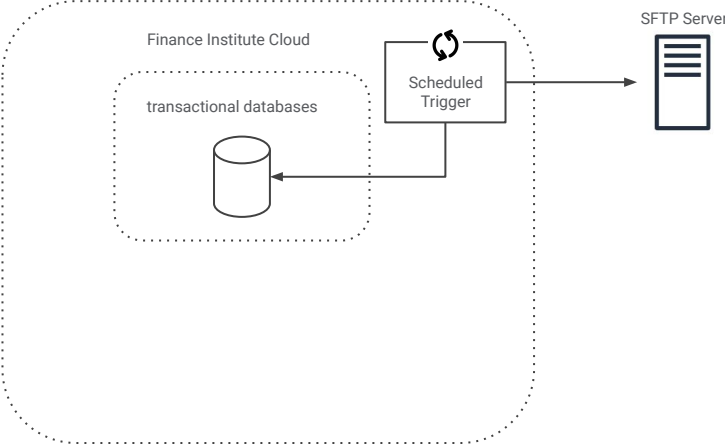 SFTP Server
Finance Institute Cloud
Scheduled
Trigger
transactional databases